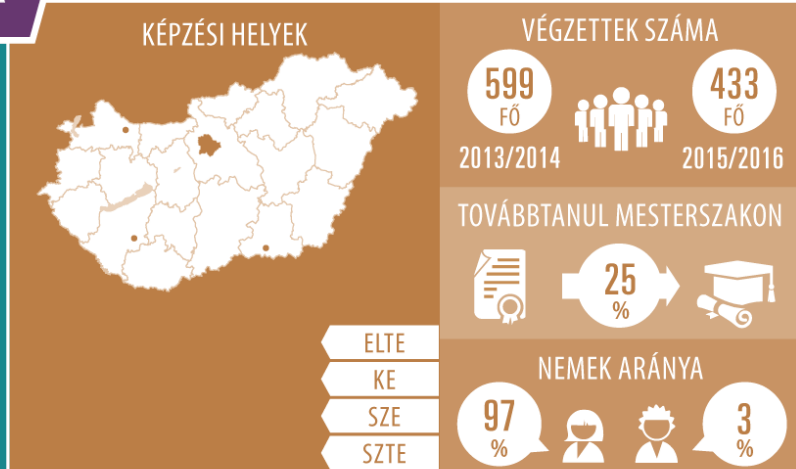 KÉPZÉSI HELYEK
ELTE
KE
SZE
SZTE
VÉGZETTEK SZÁMA
599
FŐ
433
FŐ
2013/2014
2015/2016
TOVÁBBTANUL MESTERSZAKON
25
%
NEMEK ARÁNYA
97
%
3
%